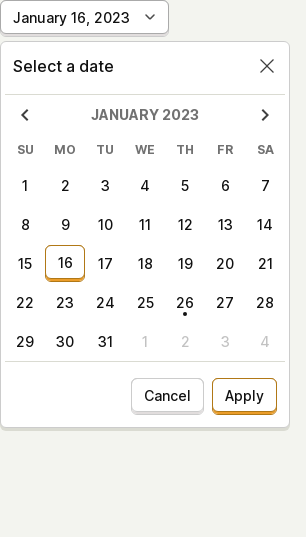 January 16, 2023
Select a date
JANUARY 2023
SU MO TU WE TH FR SA
1 2 3 4 5 6 7
8 9 10 11 12 13 14
15 16 17 18 19 20 21
22 23 24 25 26 27 28
29 30 31 1 2 3 4
Cancel Apply